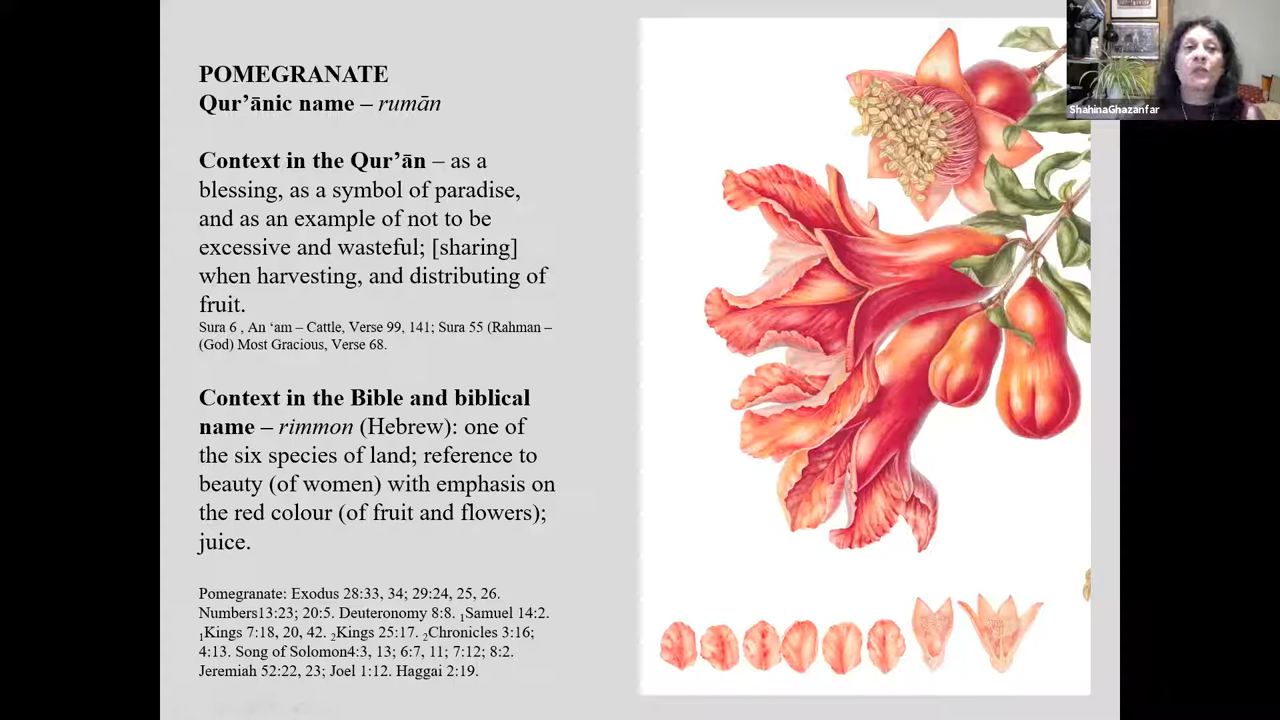 POMEGRANATE
Qur’ānic name – rumān
Context in the Qur’ān – as a
blessing, as a symbol of paradise,
and as an example of not to be
excessive and wasteful; [sharing]
when harvesting, and distributing of
fruit.
Sura 6 , An ‘am – Cattle, Verse 99, 141; Sura 55 (Rahman –
(God) Most Gracious, Verse 68.
Context in the Bible and biblical
name – rimmon (Hebrew): one of
the six species of land; reference to
beauty (of women) with emphasis on
the red colour (of fruit and flowers);
juice.
Pomegranate: Exodus 28:33, 34; 29:24, 25, 26.
Numbers13:23; 20:5. Deuteronomy 8:8. ₁Samuel 14:2.
₁Kings 7:18, 20, 42. ₂Kings 25:17. ₂Chronicles 3:16;
4:13. Song of Solomon4:3, 13; 6:7, 11; 7:12; 8:2.
Jeremiah 52:22, 23; Joel 1:12. Haggai 2:19.
ShahinaGhazanfar